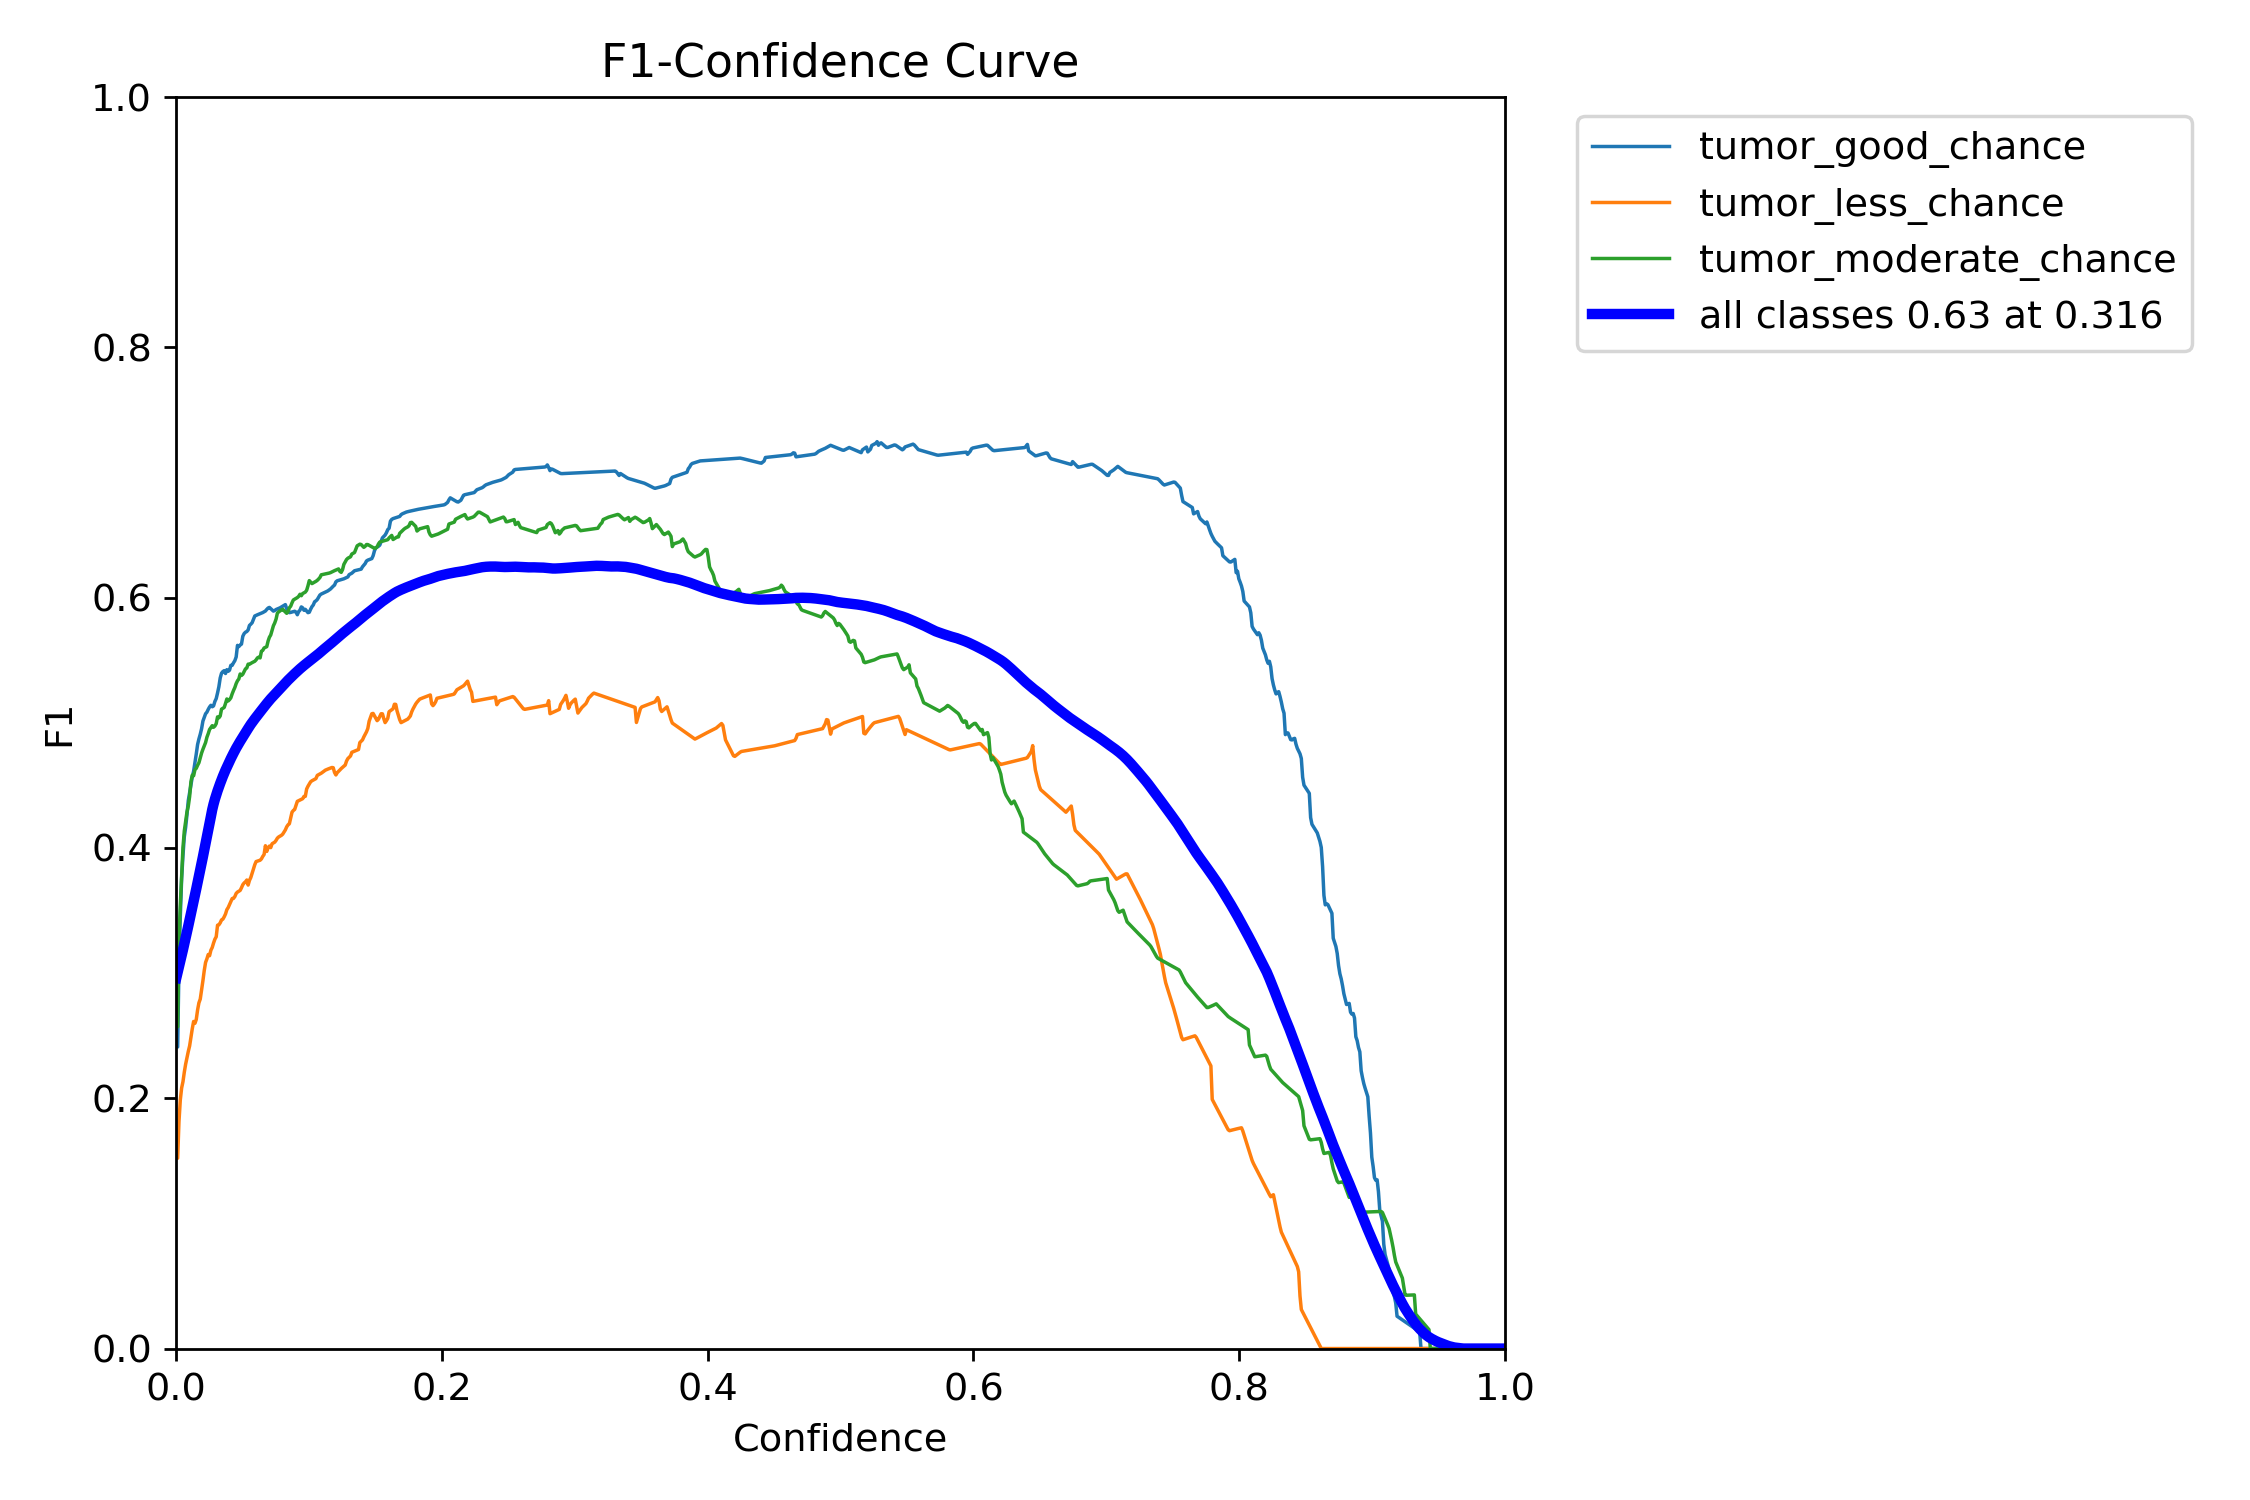 F1-Confidence Curve
1.0
0.8
0.6
0.4
0.2
0.0
F1
0.0 0.2 0.4 0.6 0.8 1.0
Confidence
tumor_good_chance
tumor_less_chance
tumor_moderate_chance
all classes 0.63 at 0.316